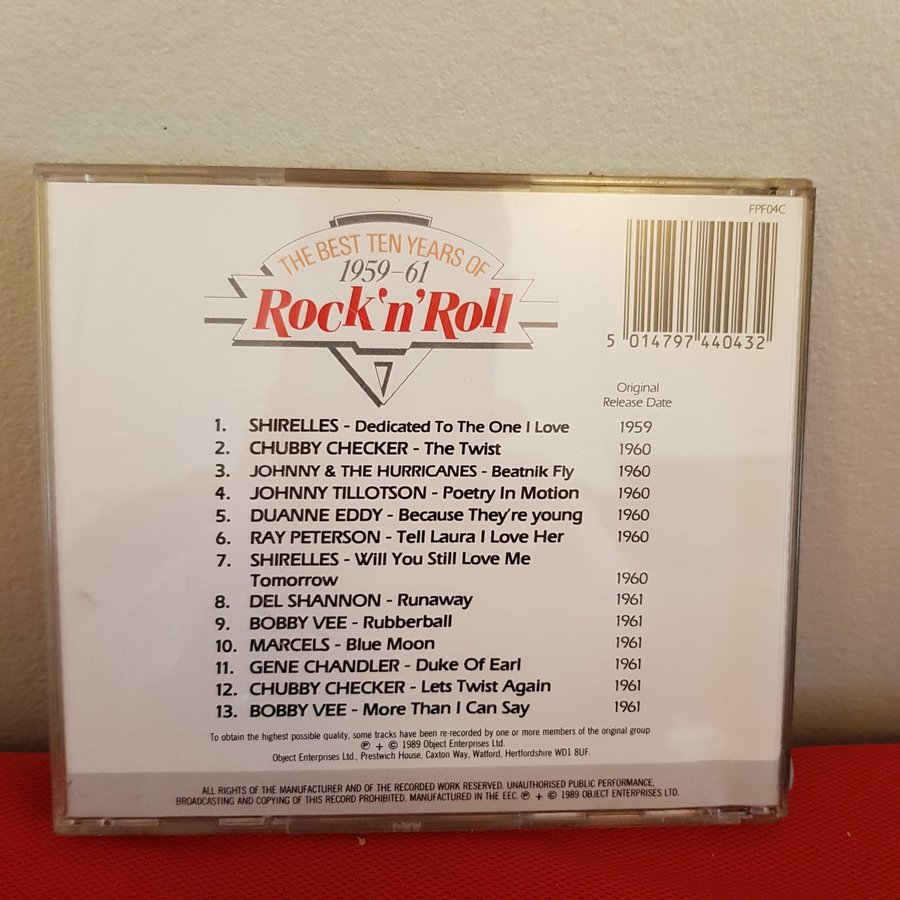 FPF04C
THE BEST TEN YEARS OF
1959-61
Rock'n'Roll
5 014797 440432
Original
Release Date
1. SHIRELLES - Dedicated To The One I Love 1959
2. CHUBBY CHECKER - The Twist 1960
3. JOHNNY & THE HURRICANES - Beatnik Fly 1960
4. JOHNNY TILLOTSON - Poetry In Motion 1960
5. DUANNE EDDY - Because They're young 1960
6. RAY PETERSON - Tell Laura I Love Her 1960
7. SHIRELLES - Will You Still Love Me
Tomorrow 1960
8. DEL SHANNON - Runaway 1961
9. BOBBY VEE - Rubberball 1961
10. MARCELS - Blue Moon 1961
11. GENE CHANDLER - Duke Of Earl 1961
12. CHUBBY CHECKER - Lets Twist Again 1961
13. BOBBY VEE - More Than I Can Say 1961
To obtain the highest possible quality, some tracks have been re-recorded by one or more members of the original group
℗ + © 1989 Object Enterprises Ltd.
Object Enterprises Ltd., Prestwich House, Caxton Way, Watford, Hertfordshire WD1 8UF.
ALL RIGHTS OF THE MANUFACTURER AND OF THE RECORDED WORK RESERVED. UNAUTHORISED PUBLIC PERFORMANCE,
BROADCASTING AND COPYING OF THIS RECORD PROHIBITED. MANUFACTURED IN THE EEC. ℗ + © 1989 OBJECT ENTERPRISES LTD.